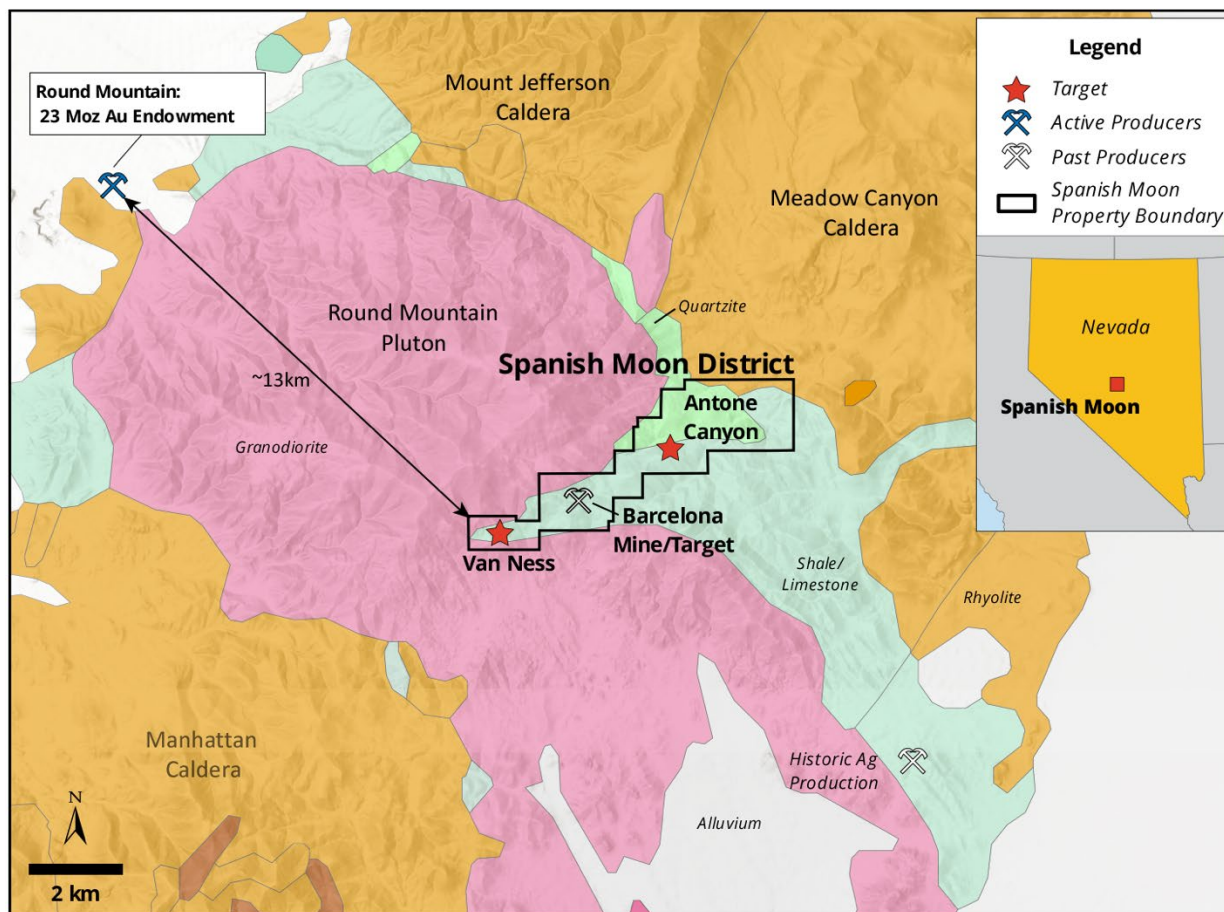 Round Mountain:
23 Moz Au Endowment
Mount Jefferson
Caldera
Meadow Canyon
Caldera
Legend
Target
Active Producers
Past Producers
Spanish Moon
Property Boundary
Nevada
Spanish Moon
Round Mountain
Pluton
Quartzite
~13km
Spanish Moon District
Antone
Canyon
Granodiorite
Barcelona
Mine/Target
Van Ness
Shale/
Limestone
Rhyolite
Manhattan
Caldera
Historic Ag
Production
Alluvium
N
2 km